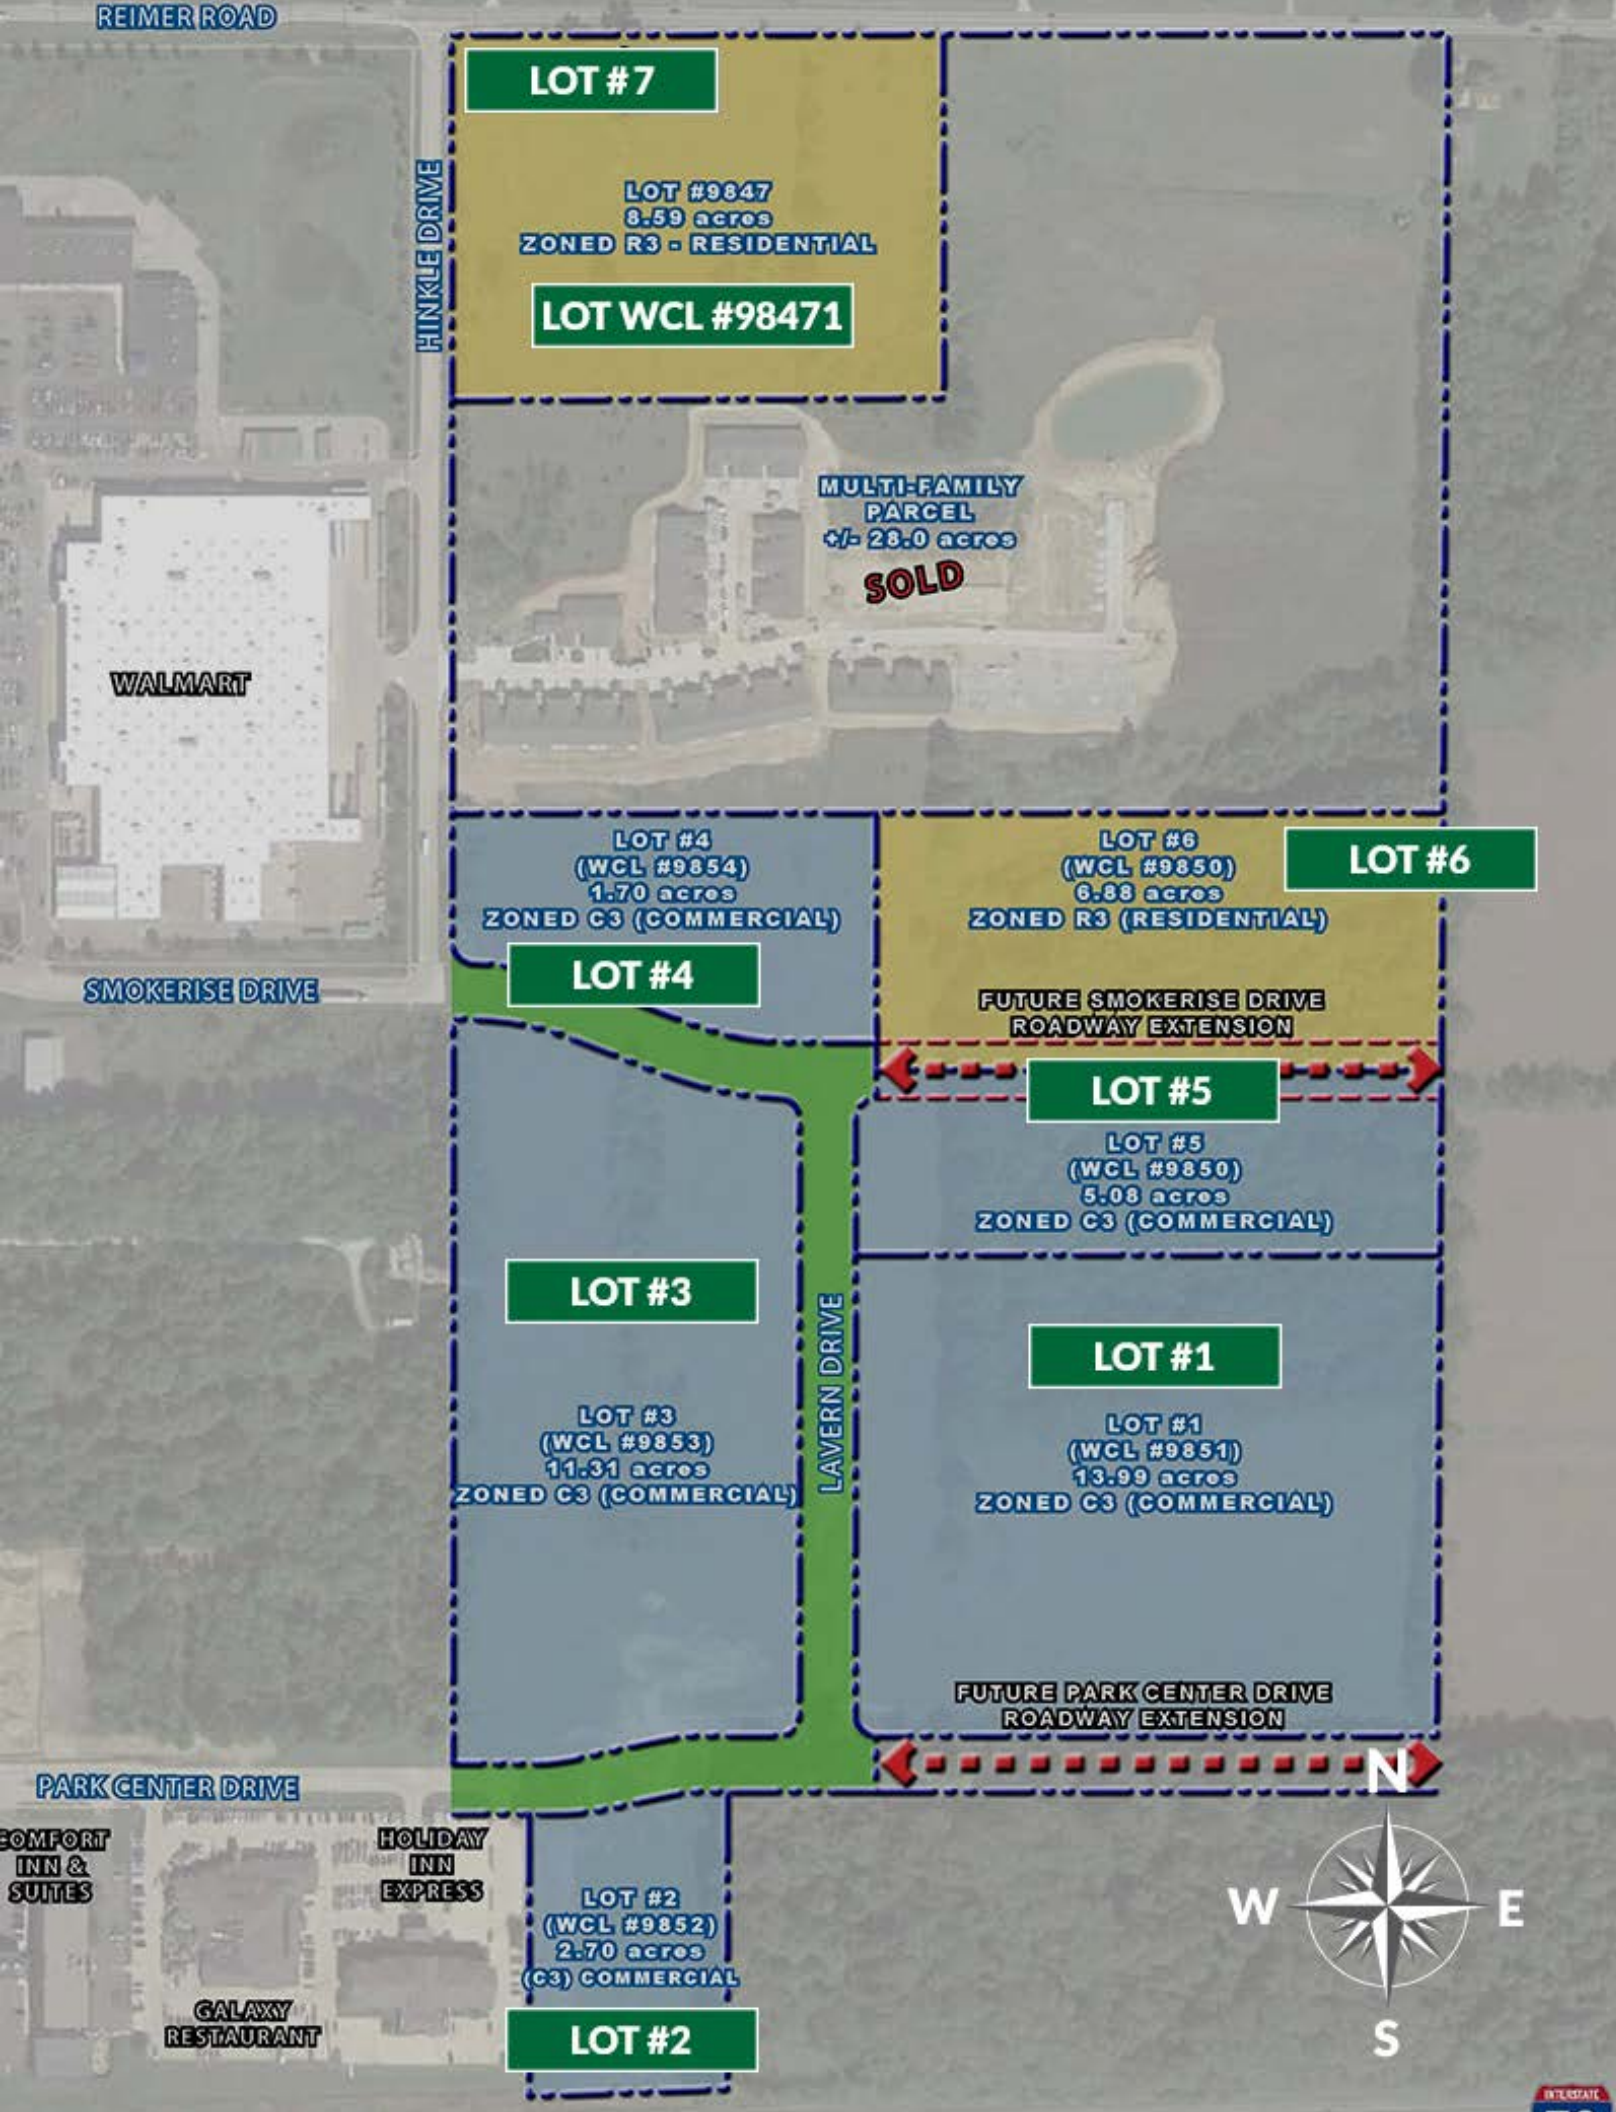 REIMER ROAD
LOT #7
HINKLE DRIVE
LOT #9847
8.59 acres
ZONED R3 - RESIDENTIAL
LOT WCL #98471
MULTI-FAMILY
PARCEL
+/- 28.0 acres
SOLD
WALMART
LOT #4
(WCL #9854)
1.70 acres
ZONED C3 (COMMERCIAL)
LOT #4
LOT #6
(WCL #9850)
6.88 acres
ZONED R3 (RESIDENTIAL)
LOT #6
SMOKERISE DRIVE
FUTURE SMOKERISE DRIVE
ROADWAY EXTENSION
LOT #5
LOT #5
(WCL #9850)
5.08 acres
ZONED C3 (COMMERCIAL)
LOT #3
LOT #3
(WCL #9853)
11.31 acres
ZONED C3 (COMMERCIAL)
LAVERN DRIVE
LOT #1
LOT #1
(WCL #9851)
13.99 acres
ZONED C3 (COMMERCIAL)
FUTURE PARK CENTER DRIVE
ROADWAY EXTENSION
PARK CENTER DRIVE
COMFORT
INN &
SUITES
HOLIDAY
INN
EXPRESS
GALAXY
RESTAURANT
LOT #2
(WCL #9852)
2.70 acres
(C3) COMMERCIAL
LOT #2
N
W
E
S
INTERSTATE